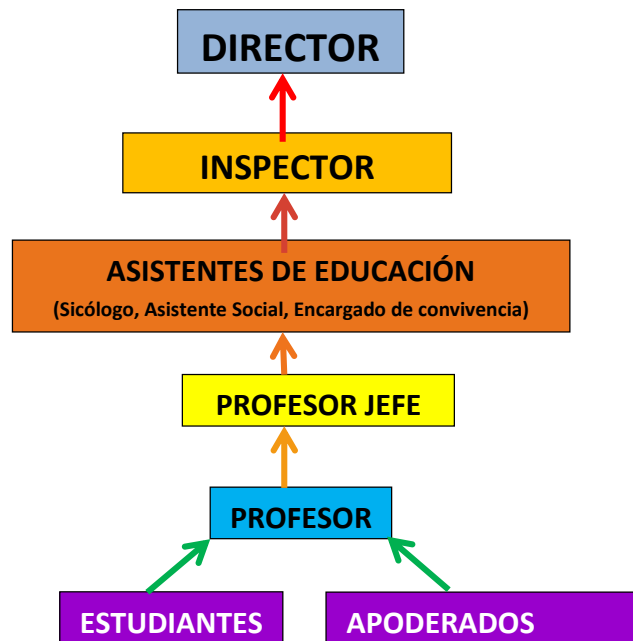 DIRECTOR
INSPECTOR
ASISTENTES DE EDUCACIÓN
(Sicólogo, Asistente Social, Encargado de convivencia)
PROFESOR JEFE
PROFESOR
ESTUDIANTES
APODERADOS